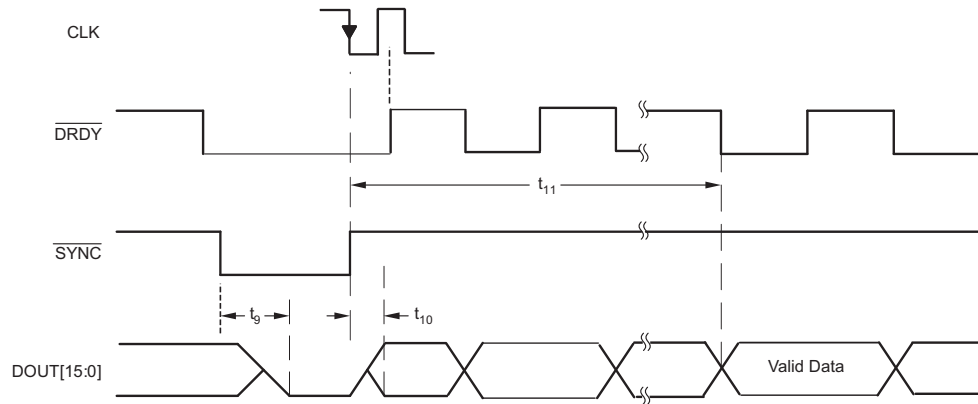 CLK
DRDY
t11
SYNC
t9
t10
DOUT[15:0]
Valid Data